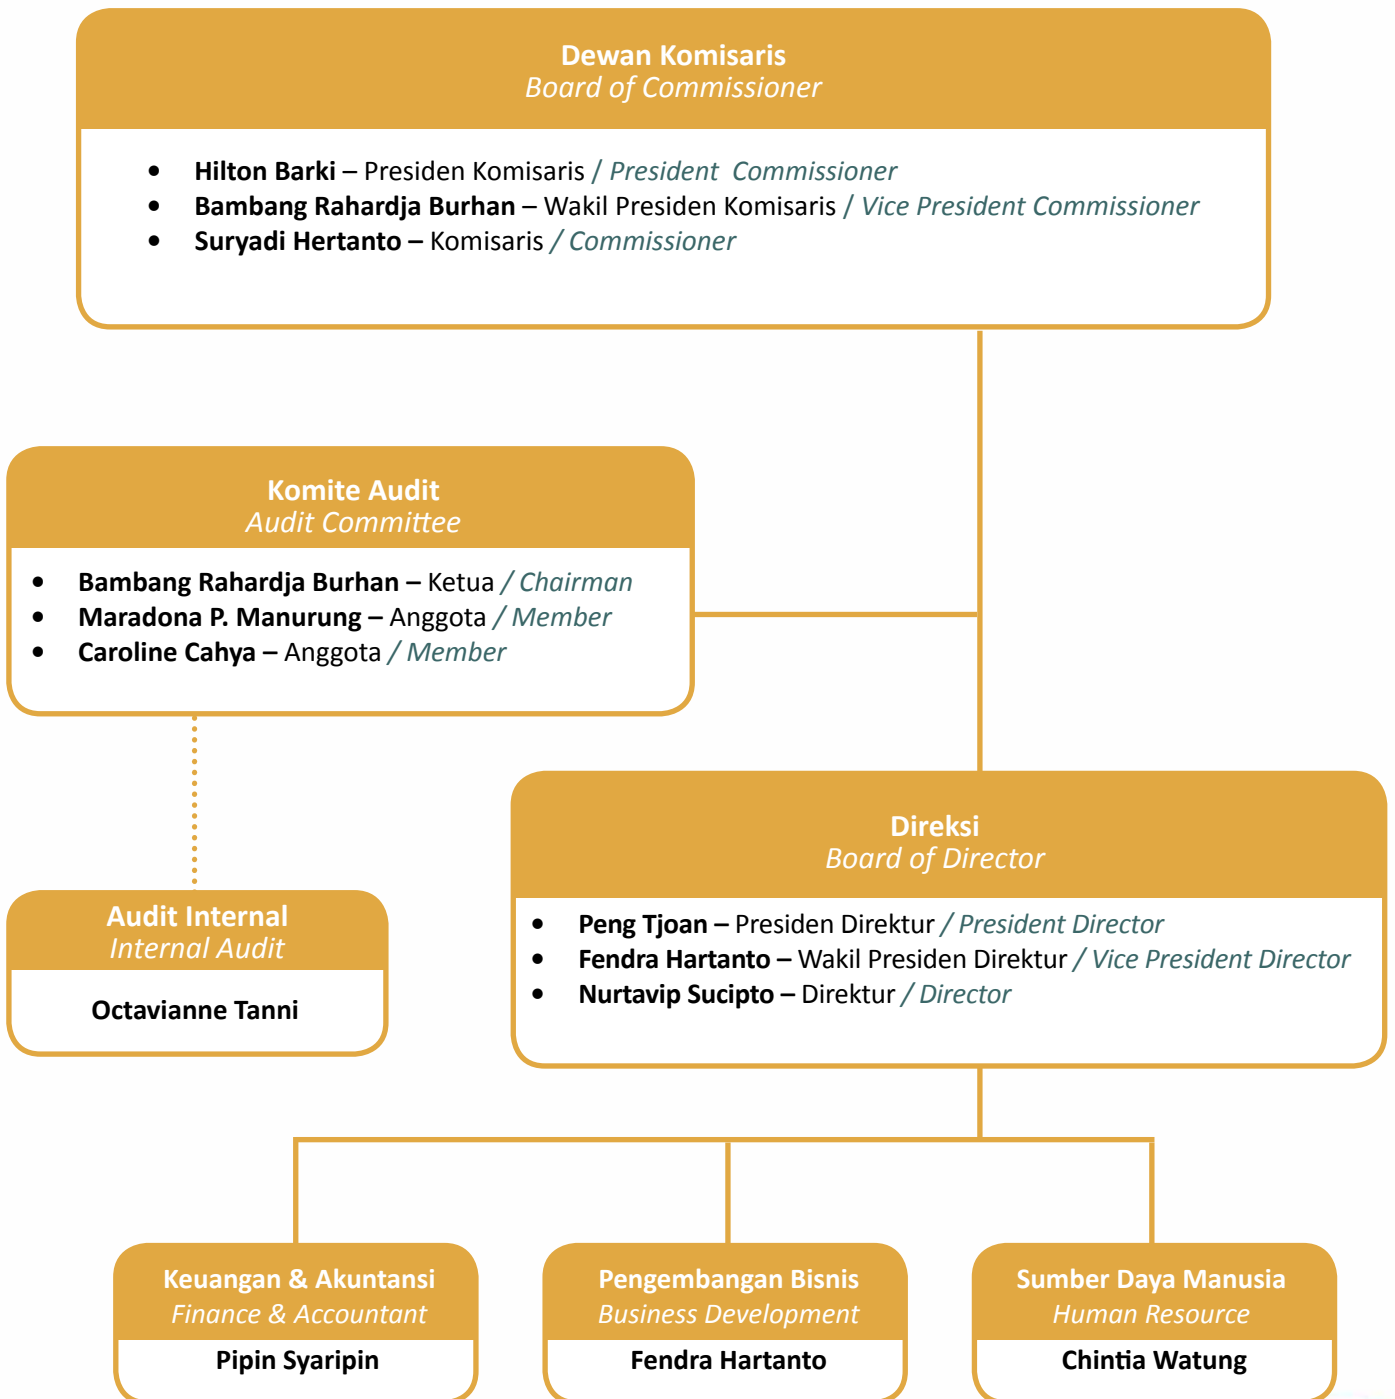 Dewan Komisaris
Board of Commissioner
• Hilton Barki – Presiden Komisaris / President Commissioner
• Bambang Rahardja Burhan – Wakil Presiden Komisaris / Vice President Commissioner
• Suryadi Hertanto – Komisaris / Commissioner
Komite Audit
Audit Committee
• Bambang Rahardja Burhan – Ketua / Chairman
• Maradona P. Manurung – Anggota / Member
• Caroline Cahya – Anggota / Member
Direksi
Board of Director
• Peng Tjoan – Presiden Direktur / President Director
• Fendra Hartanto – Wakil Presiden Direktur / Vice President Director
• Nurtavip Sucipto – Direktur / Director
Audit Internal
Internal Audit
Octavianne Tanni
Keuangan & Akuntansi
Finance & Accountant
Pipin Syaripin
Pengembangan Bisnis
Business Development
Fendra Hartanto
Sumber Daya Manusia
Human Resource
Chintia Watung